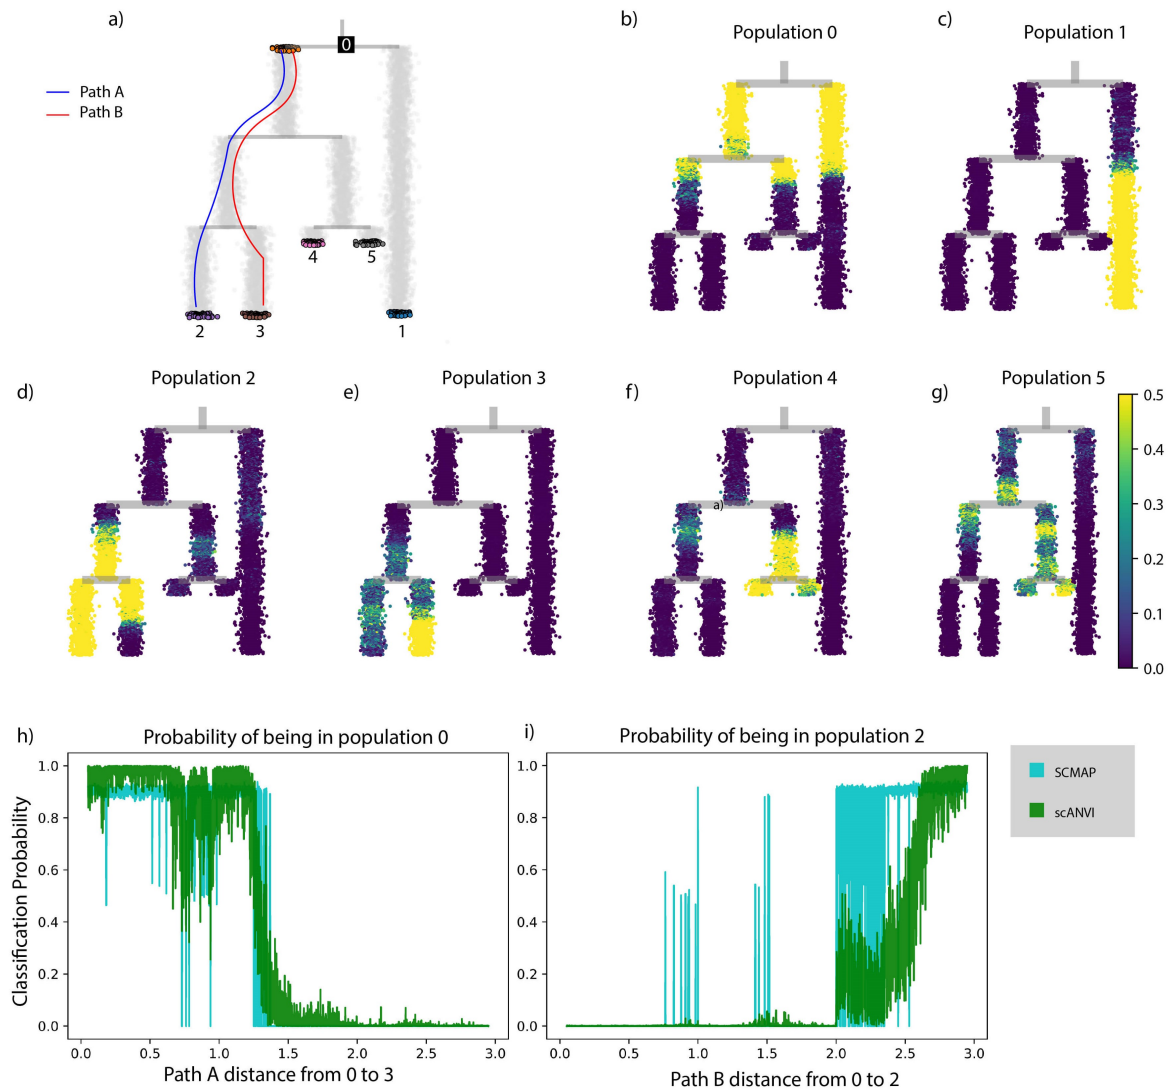 a)
0
Path A
Path B
4
5
2
3
1
b)
Population 0
c)
Population 1
d)
Population 2
e)
Population 3
f)
Population 4
a)
g)
Population 5
0.5
0.4
0.3
0.2
0.1
0.0
h)
Probability of being in population 0
Classification Probability
1.0
0.8
0.6
0.4
0.2
0.0
0.0 0.5 1.0 1.5 2.0 2.5 3.0
Path A distance from 0 to 3
i)
Probability of being in population 2
1.0
0.8
0.6
0.4
0.2
0.0
0.0 0.5 1.0 1.5 2.0 2.5 3.0
Path B distance from 0 to 2
SCMAP
scANVI